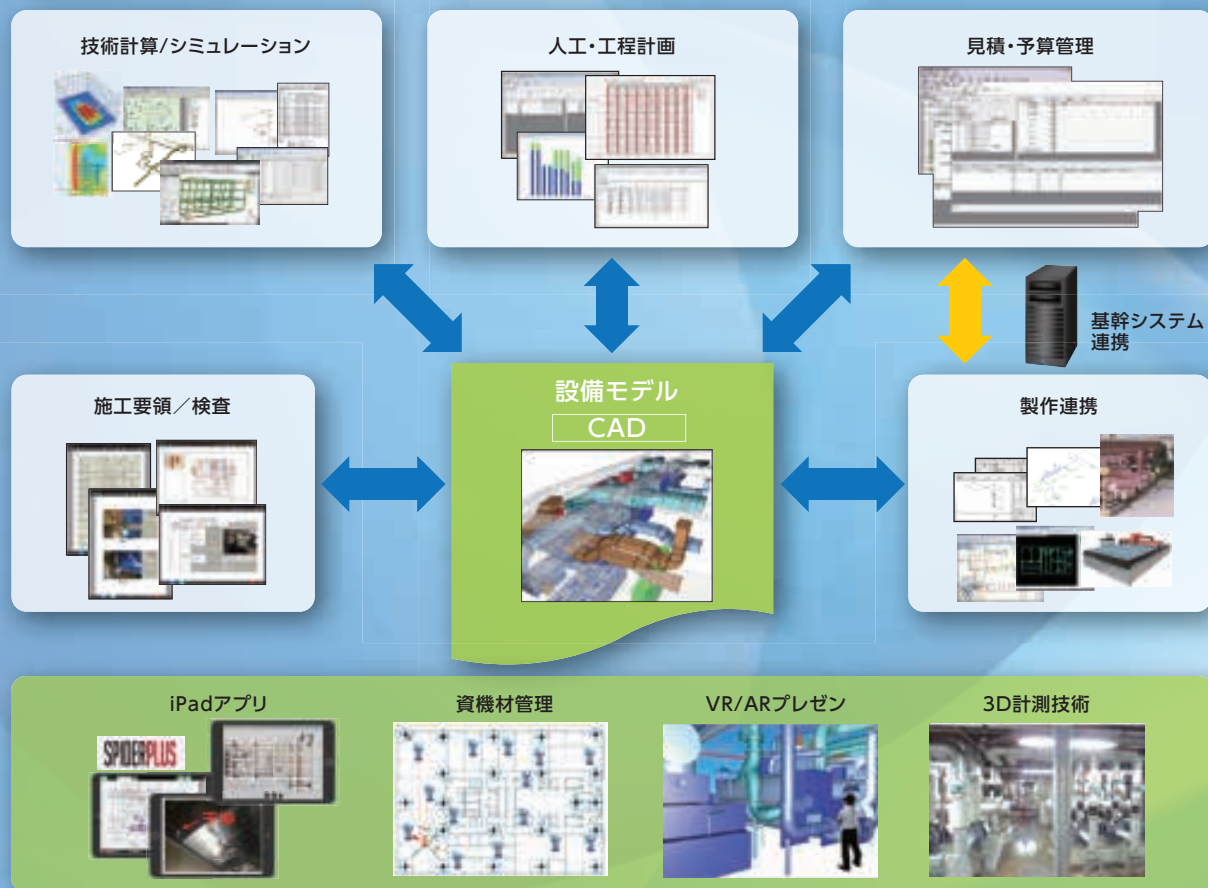 技術計算/シミュレーション
人工・工程計画
見積・予算管理
基幹システム
連携
施工要領／検査
設備モデル
CAD
製作連携
iPadアプリ
資機材管理
VR/ARプレゼン
3D計測技術
SPIDERPLUS